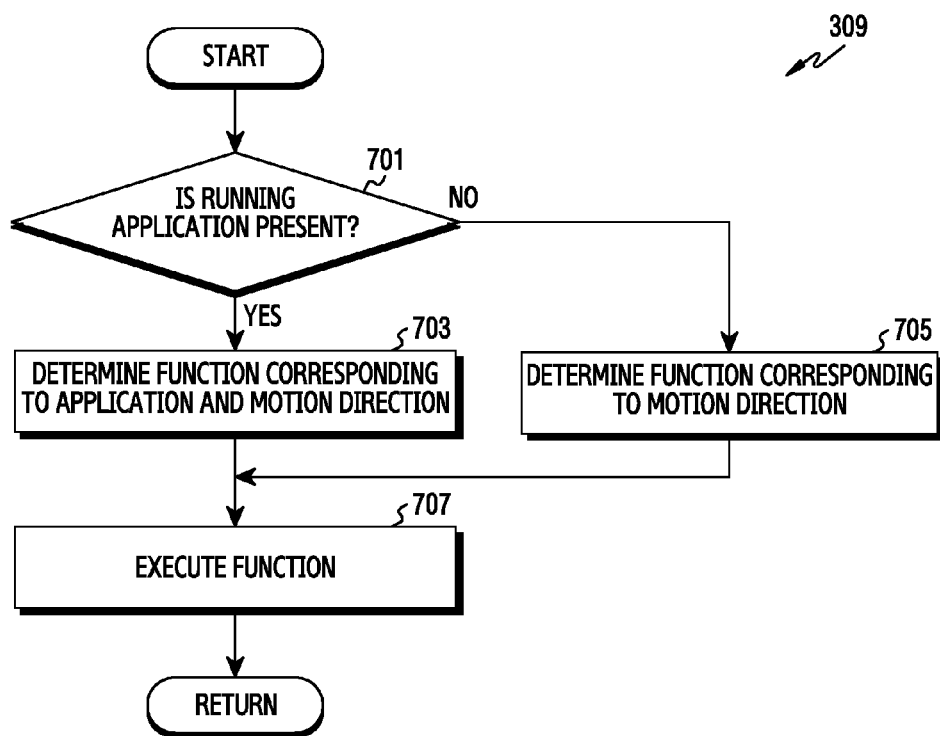 309
START
701
IS RUNNING
APPLICATION PRESENT?
NO
YES
703
DETERMINE FUNCTION CORRESPONDING
TO APPLICATION AND MOTION DIRECTION
705
DETERMINE FUNCTION CORRESPONDING
TO MOTION DIRECTION
707
EXECUTE FUNCTION
RETURN